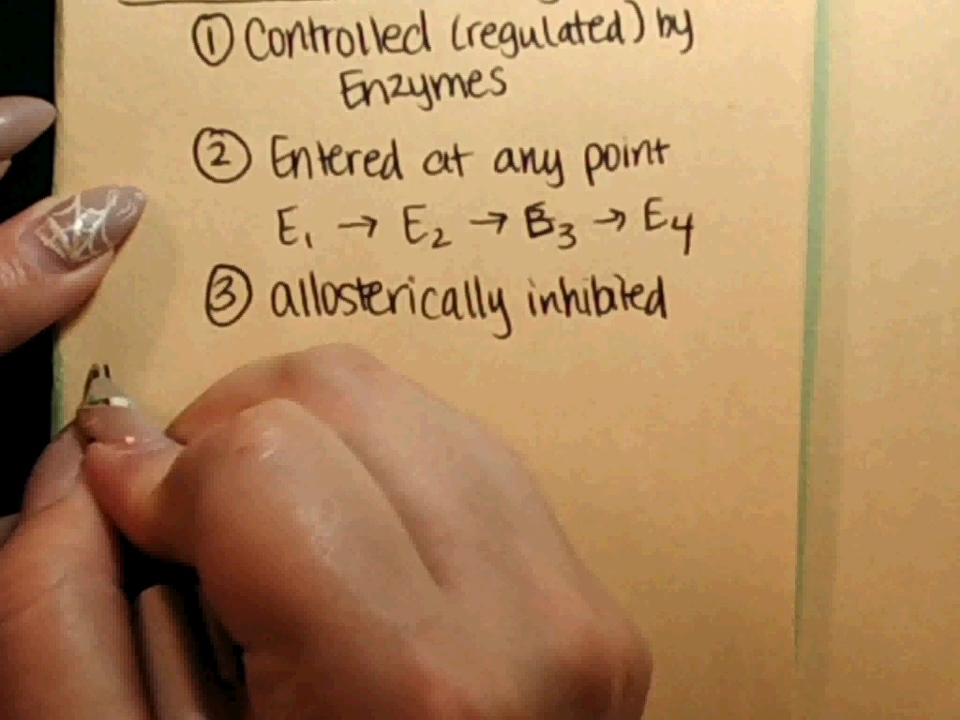 ① Controlled (regulated) by
Enzymes
② Entered at any point
E₁ → E₂ → E₃ → E₄
③ allosterically inhibited